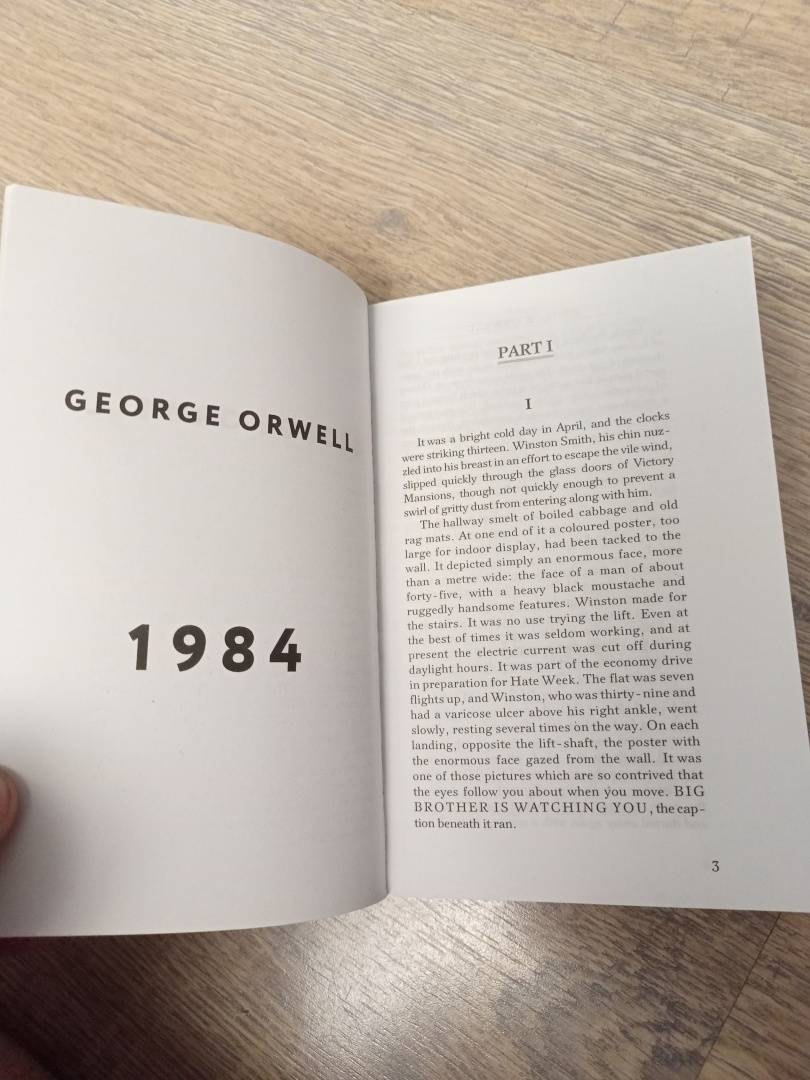 GEORGE ORWELL
1984
PART I
I
It was a bright cold day in April, and the clocks
were striking thirteen. Winston Smith, his chin nuz-
zled into his breast in an effort to escape the vile wind,
slipped quickly through the glass doors of Victory
Mansions, though not quickly enough to prevent a
swirl of gritty dust from entering along with him.
The hallway smelt of boiled cabbage and old
rag mats. At one end of it a coloured poster, too
large for indoor display, had been tacked to the
wall. It depicted simply an enormous face, more
than a metre wide: the face of a man of about
forty-five, with a heavy black moustache and
ruggedly handsome features. Winston made for
the stairs. It was no use trying the lift. Even at
the best of times it was seldom working, and at
present the electric current was cut off during
daylight hours. It was part of the economy drive
in preparation for Hate Week. The flat was seven
flights up, and Winston, who was thirty-nine and
had a varicose ulcer above his right ankle, went
slowly, resting several times on the way. On each
landing, opposite the lift-shaft, the poster with
the enormous face gazed from the wall. It was
one of those pictures which are so contrived that
the eyes follow you about when you move. BIG
BROTHER IS WATCHING YOU, the cap-
tion beneath it ran.
3